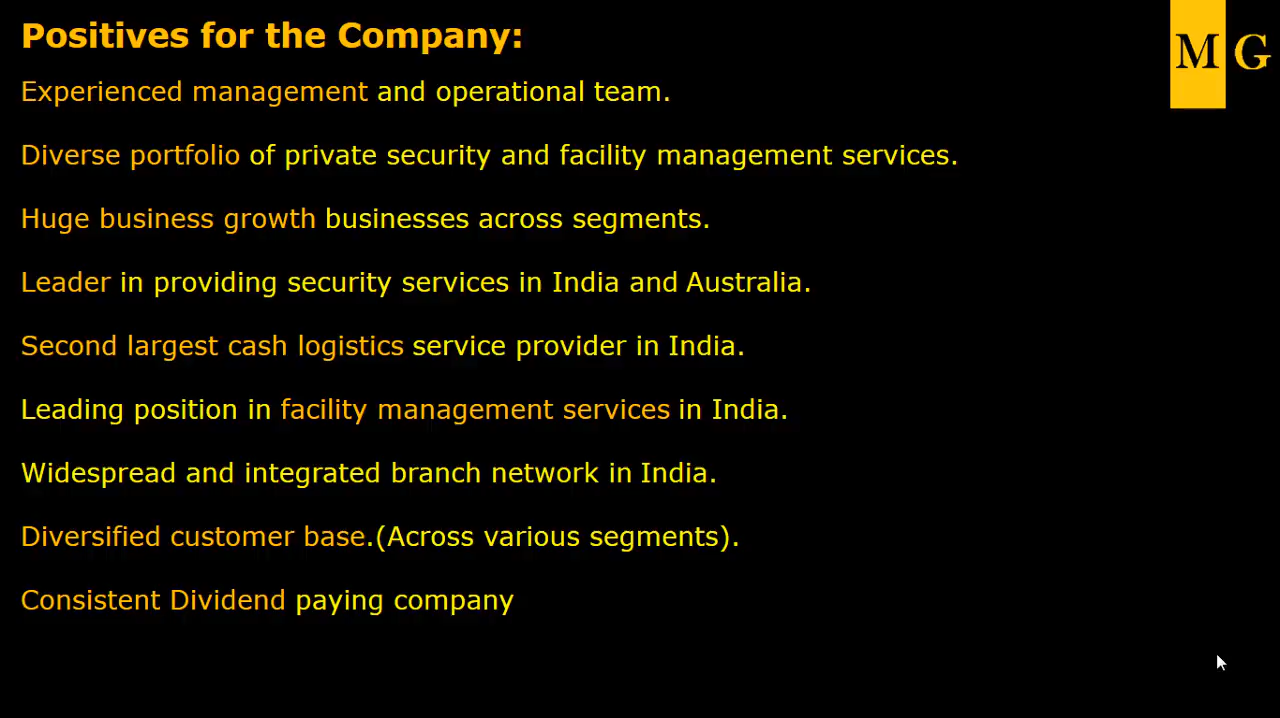 Positives for the Company:
M G
Experienced management and operational team.
Diverse portfolio of private security and facility management services.
Huge business growth businesses across segments.
Leader in providing security services in India and Australia.
Second largest cash logistics service provider in India.
Leading position in facility management services in India.
Widespread and integrated branch network in India.
Diversified customer base.(Across various segments).
Consistent Dividend paying company